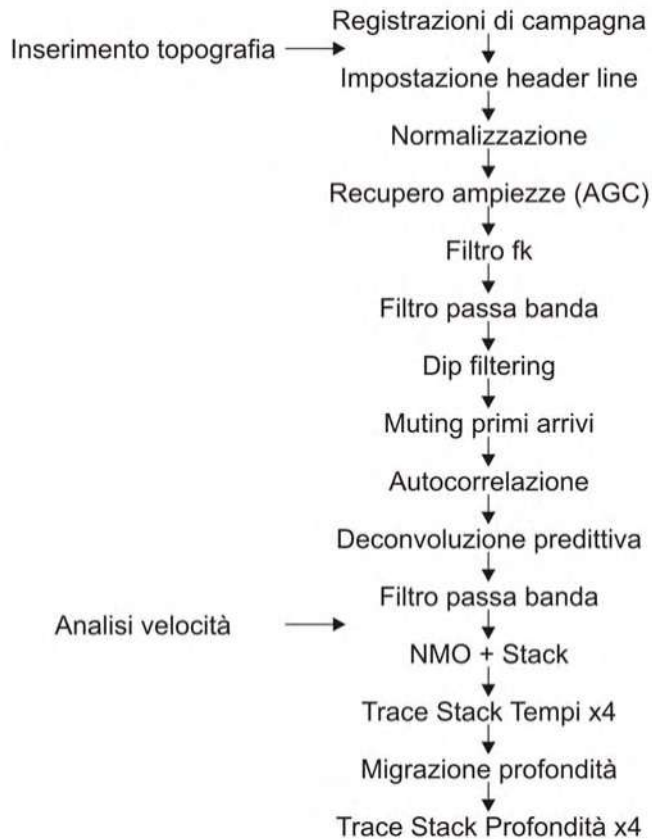 Registrazioni di campagna
Inserimento topografia
Impostazione header line
Normalizzazione
Recupero ampiezze (AGC)
Filtro fk
Filtro passa banda
Dip filtering
Muting primi arrivi
Autocorrelazione
Deconvoluzione predittiva
Filtro passa banda
Analisi velocità
NMO + Stack
Trace Stack Tempi x4
Migrazione profondità
Trace Stack Profondità x4